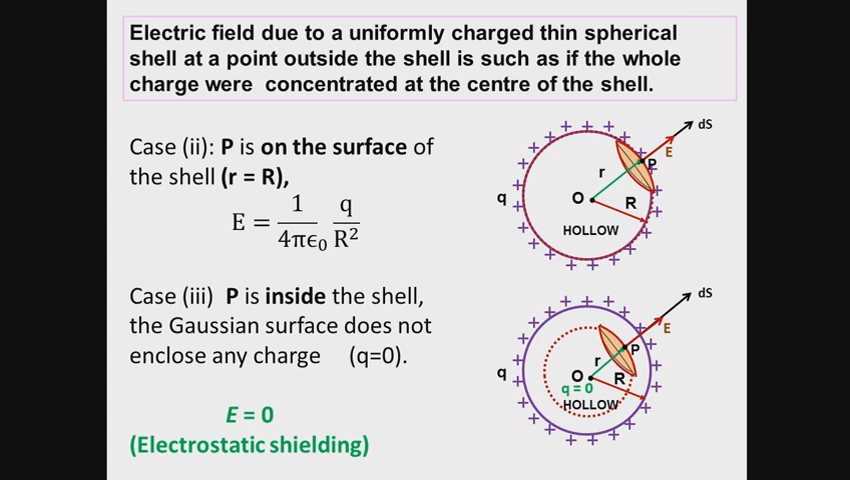 Electric field due to a uniformly charged thin spherical
shell at a point outside the shell is such as if the whole
charge were concentrated at the centre of the shell.
Case (ii): P is on the surface of
the shell (r = R),
E = 1/4πϵ₀ q/R²
dS
E
P
r
q
O
R
HOLLOW
Case (iii) P is inside the shell,
the Gaussian surface does not
enclose any charge (q=0).
E = 0
(Electrostatic shielding)
dS
E
P
r
q
O
R
q = 0
HOLLOW